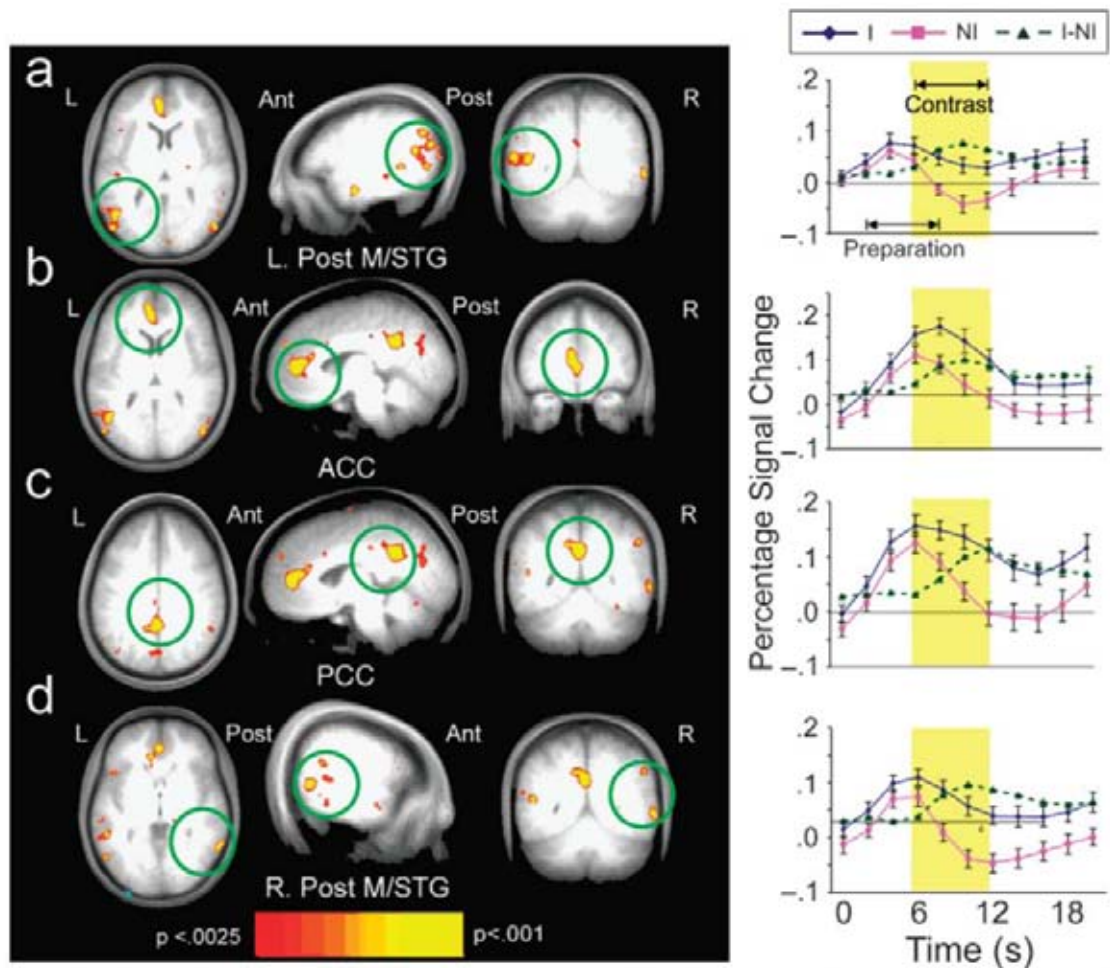 a
L
Ant
Post
R
L. Post M/STG
b
L
Ant
Post
R
ACC
c
L
Ant
Post
R
PCC
d
L
Post
Ant
R
R. Post M/STG
p <.0025
p<.001
I
NI
I-NI
Percentage Signal Change
.2
.1
.0
–.1
Contrast
Preparation
.2
.1
.0
–.1
.2
.1
.0
–.1
.2
.1
.0
–.1
0
6
12
18
Time (s)